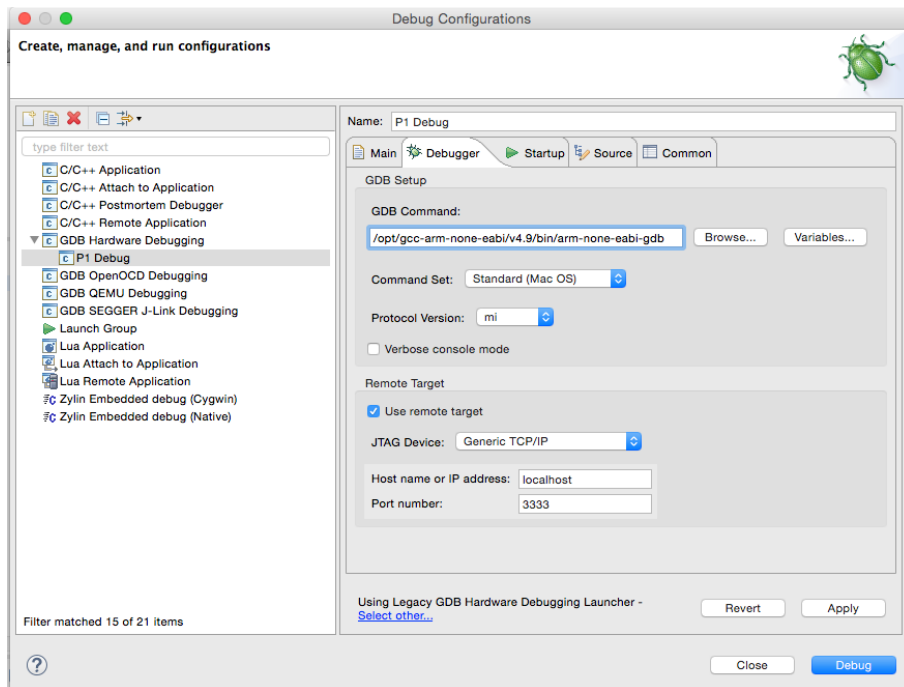 Debug Configurations
Create, manage, and run configurations
type filter text
C/C++ Application
C/C++ Attach to Application
C/C++ Postmortem Debugger
C/C++ Remote Application
GDB Hardware Debugging
P1 Debug
GDB OpenOCD Debugging
GDB QEMU Debugging
GDB SEGGER J-Link Debugging
Launch Group
Lua Application
Lua Attach to Application
Lua Remote Application
Zylin Embedded debug (Cygwin)
Zylin Embedded debug (Native)
Filter matched 15 of 21 items
Name: P1 Debug
Main Debugger Startup Source Common
GDB Setup
GDB Command:
/opt/gcc-arm-none-eabi/v4.9/bin/arm-none-eabi-gdb Browse... Variables...
Command Set: Standard (Mac OS)
Protocol Version: mi
Verbose console mode
Remote Target
Use remote target
JTAG Device: Generic TCP/IP
Host name or IP address: localhost
Port number: 3333
Using Legacy GDB Hardware Debugging Launcher -
Select other...
Revert Apply
? Close Debug